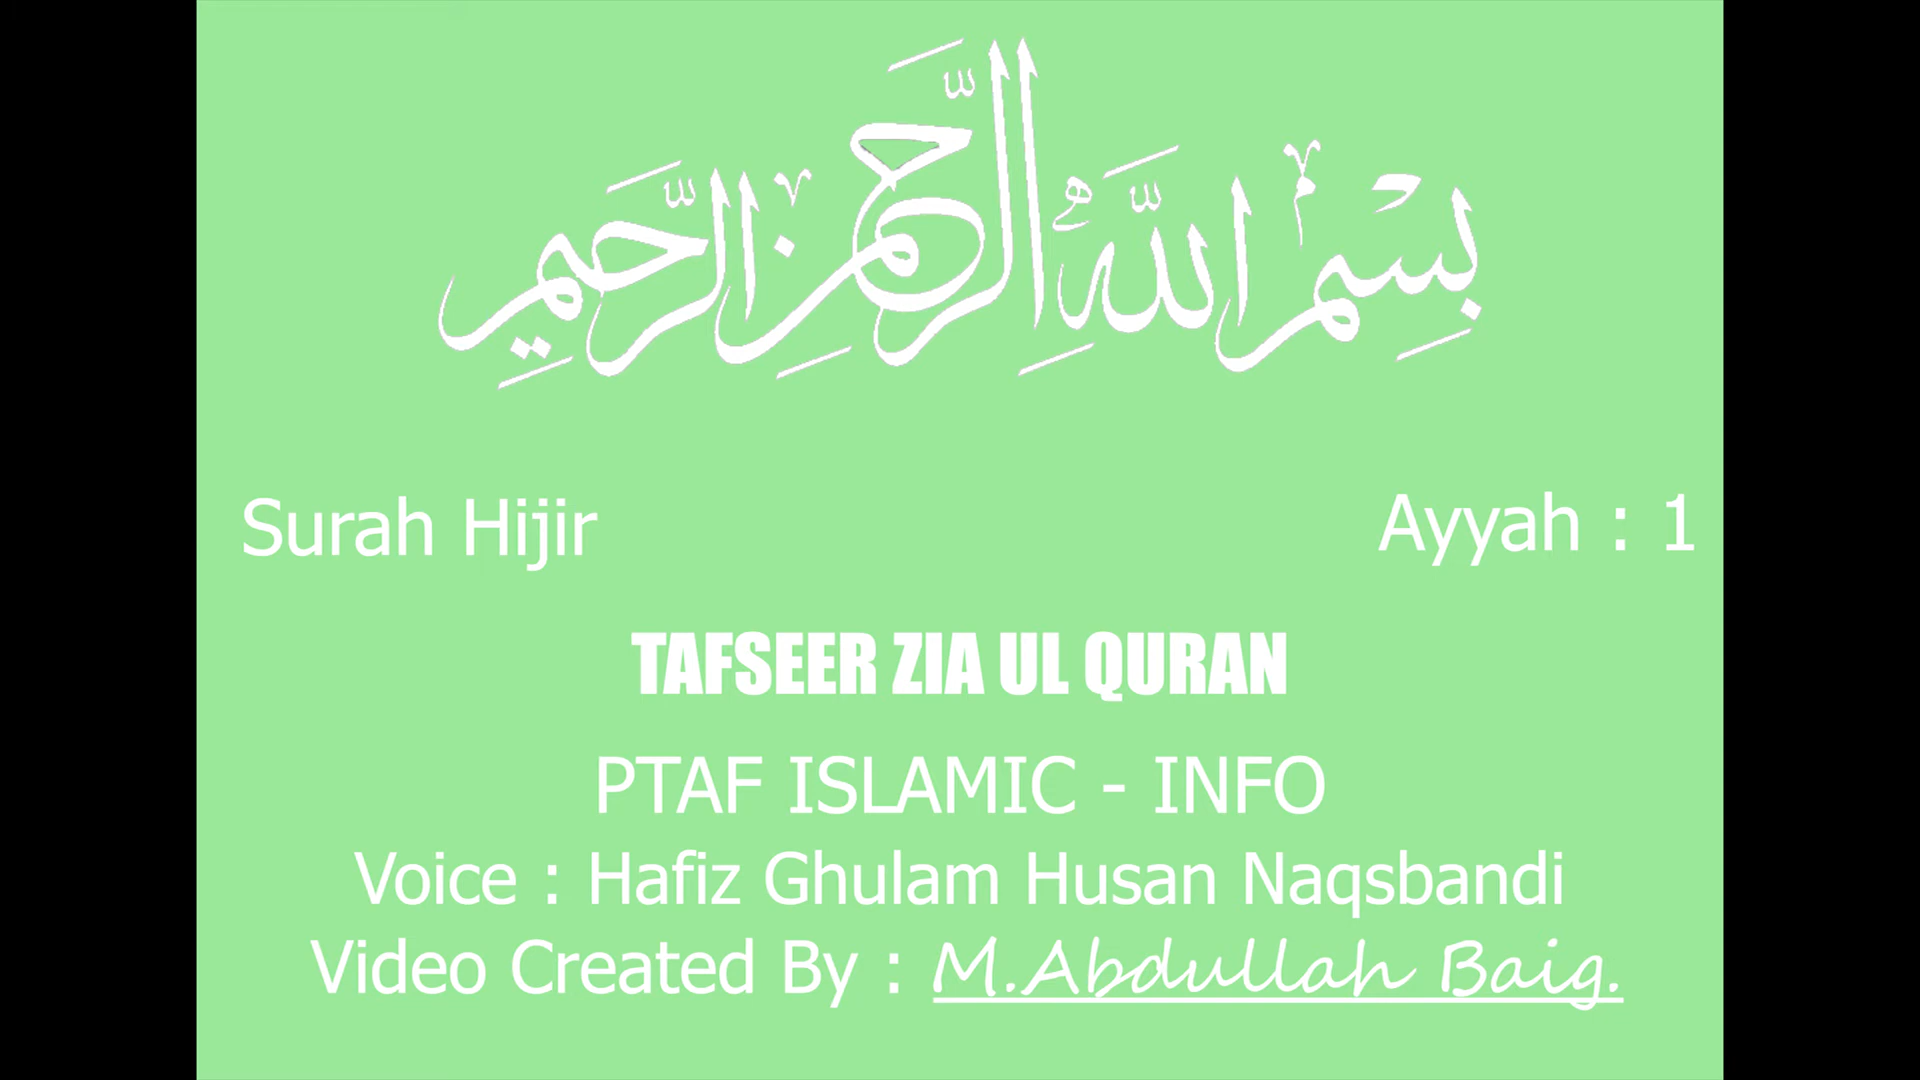 بِسْمِ اللَّهِ الرَّحْمَنِ الرَّحِيمِ
Surah Hijir
Ayyah : 1
TAFSEER ZIA UL QURAN
PTAF ISLAMIC - INFO
Voice : Hafiz Ghulam Husan Naqsbandi
Video Created By : M.Abdullah Baig.